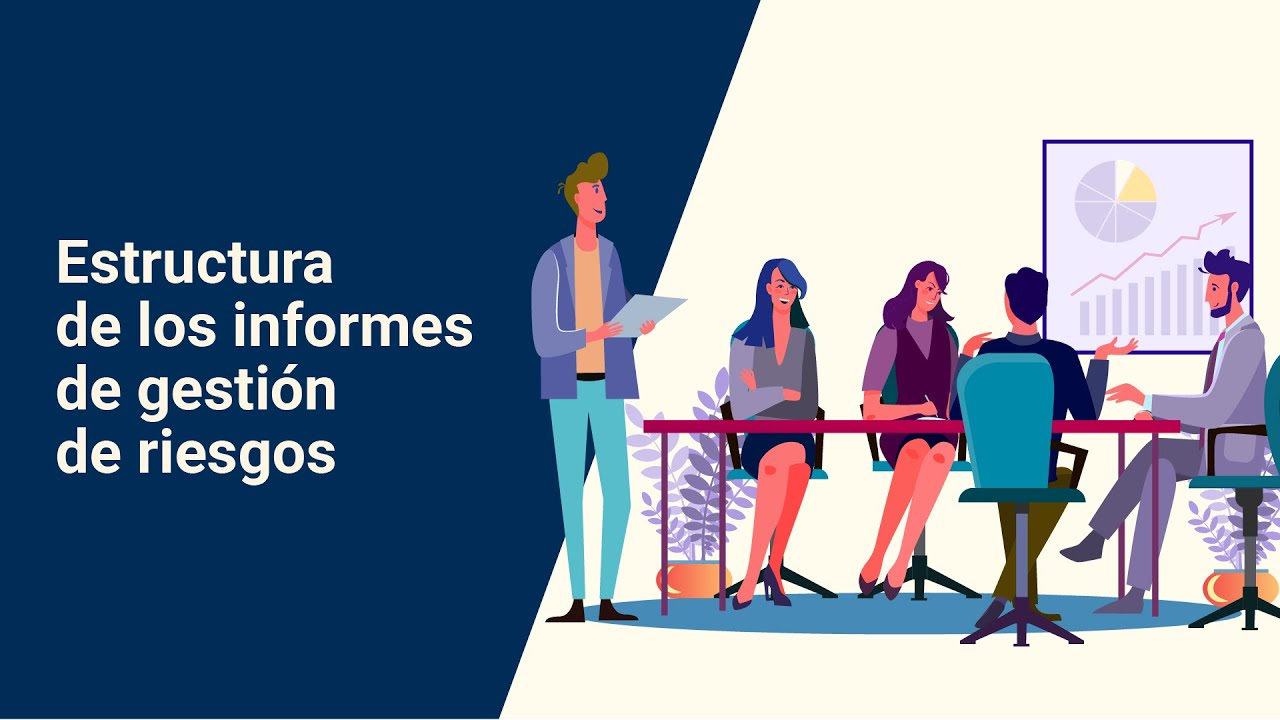 Estructura
de los informes
de gestión
de riesgos